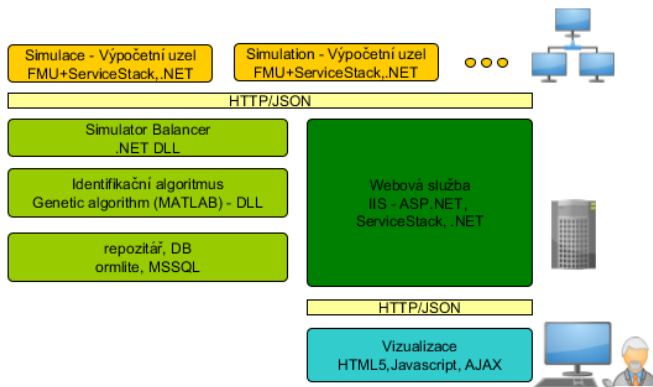 Simulace - Výpočetní uzel
FMU+ServiceStack,.NET
Simulation - Výpočetní uzel
FMU+ServiceStack,.NET
HTTP/JSON
Simulator Balancer
.NET DLL
Identifikační algoritmus
Genetic algorithm (MATLAB) - DLL
repozitář, DB
ormlite, MSSQL
Webová služba
IIS - ASP.NET,
ServiceStack, .NET
HTTP/JSON
Vizualizace
HTML5,Javascript, AJAX